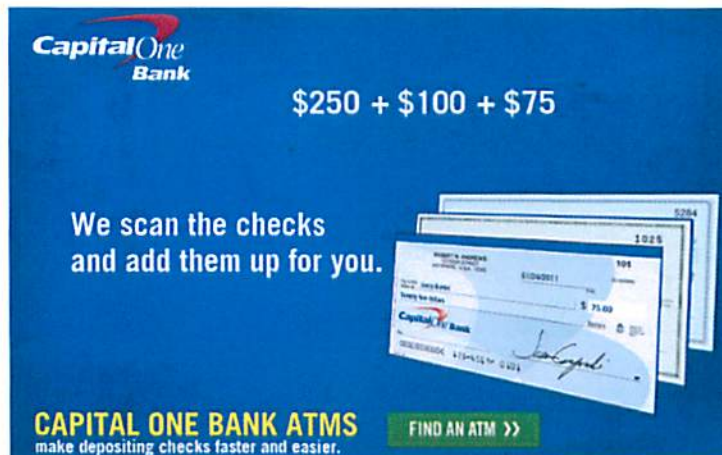 Capital One
Bank
$250 + $100 + $75
We scan the checks
and add them up for you.
5284
1025
101
$ 75.00
Capital One Bank
CAPITAL ONE BANK ATMS
make depositing checks faster and easier.
FIND AN ATM >>